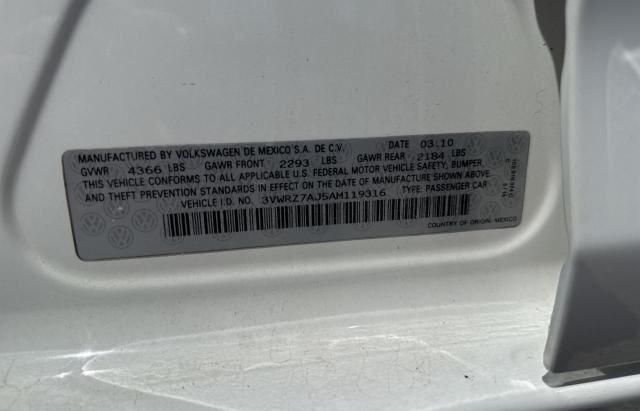 MANUFACTURED BY VOLKSWAGEN DE MEXICO S.A. DE C.V. DATE 03.10
GVWR 4366 LBS GAWR FRONT 2293 LBS GAWR REAR 2184 LBS
THIS VEHICLE CONFORMS TO ALL APPLICABLE U.S. FEDERAL MOTOR VEHICLE SAFETY, BUMPER,
AND THEFT PREVENTION STANDARDS IN EFFECT ON THE DATE OF MANUFACTURE SHOWN ABOVE.
VEHICLE I.D. NO. 3VWRZ7AJ5AM119316 TYPE: PASSENGER CAR
COUNTRY OF ORIGIN: MEXICO